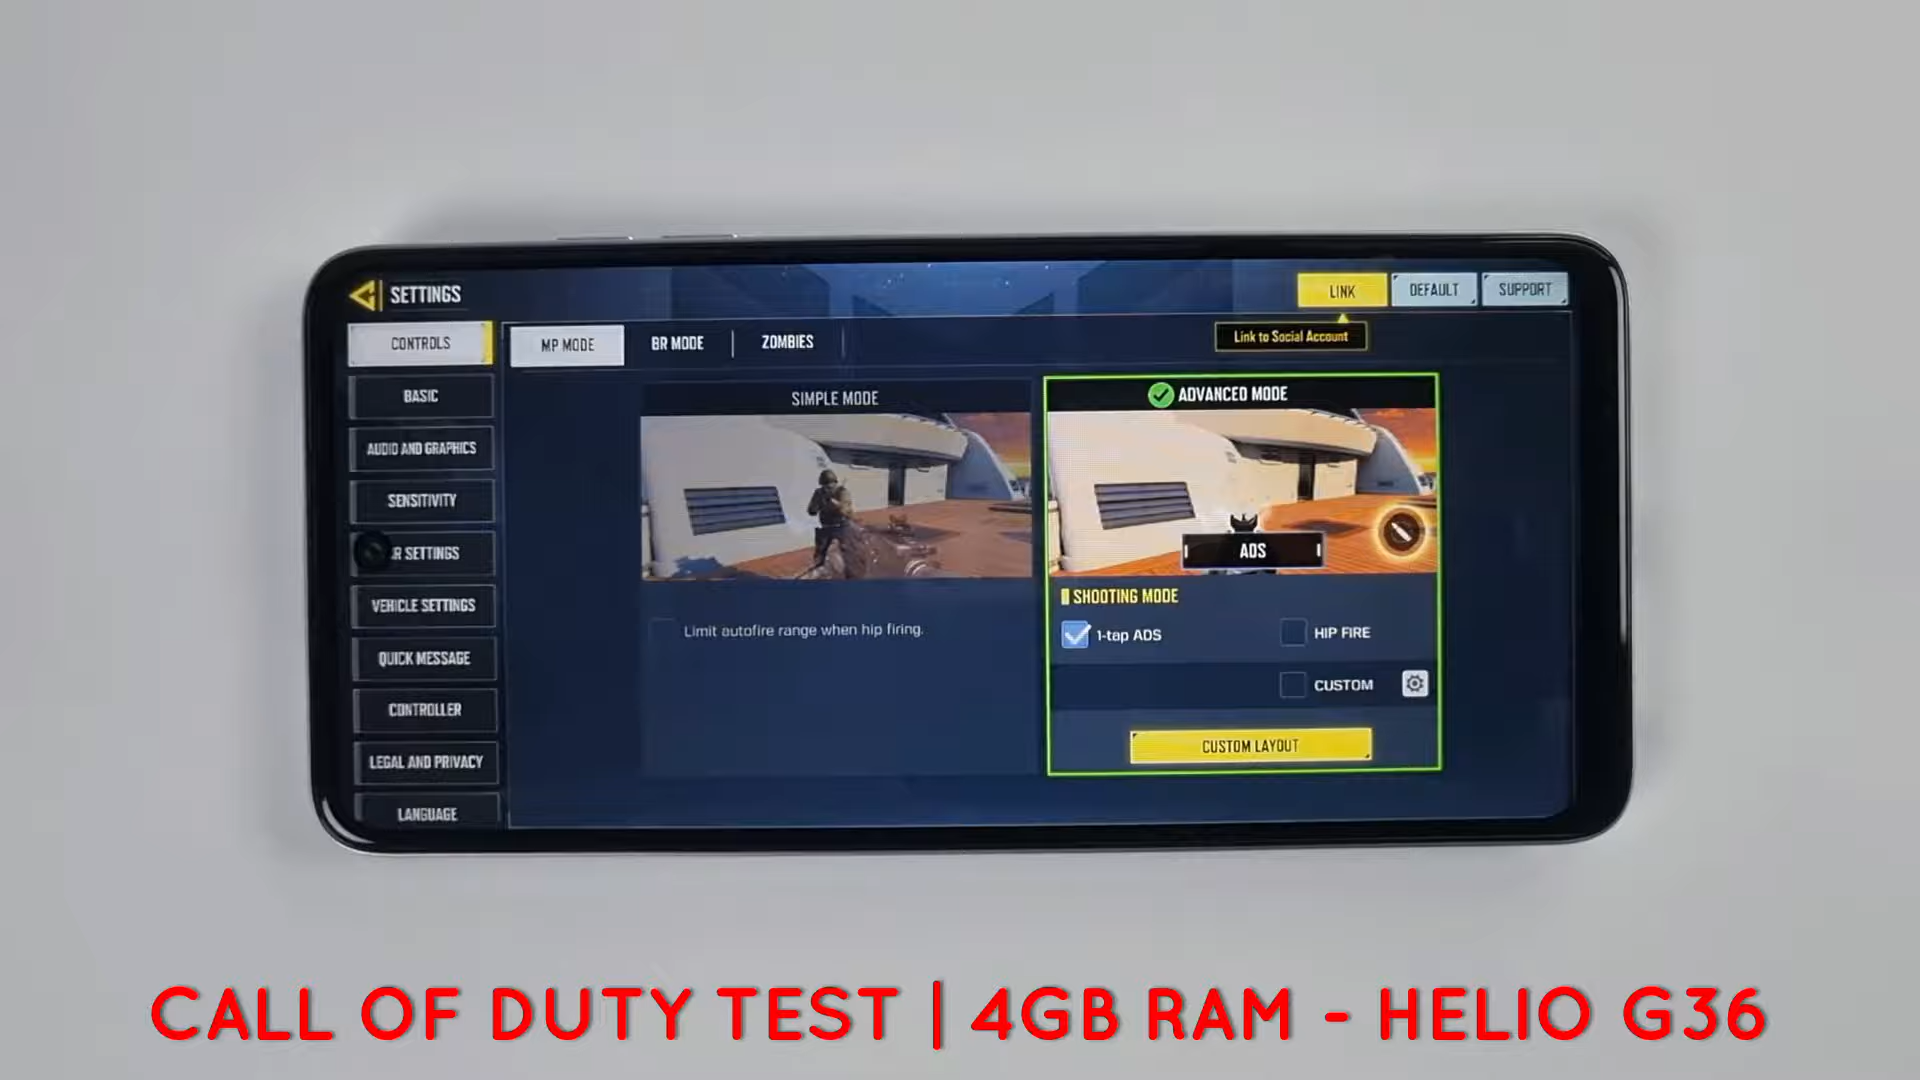 SETTINGS
LINK
DEFAULT
SUPPORT
Link to Social Account
CONTROLS
BASIC
AUDIO AND GRAPHICS
SENSITIVITY
R SETTINGS
VEHICLE SETTINGS
QUICK MESSAGE
CONTROLLER
LEGAL AND PRIVACY
LANGUAGE
MP MODE
BR MODE
ZOMBIES
SIMPLE MODE
Limit autofire range when hip firing.
ADVANCED MODE
ADS
SHOOTING MODE
1-tap ADS
HIP FIRE
CUSTOM
CUSTOM LAYOUT
CALL OF DUTY TEST | 4GB RAM - HELIO G36